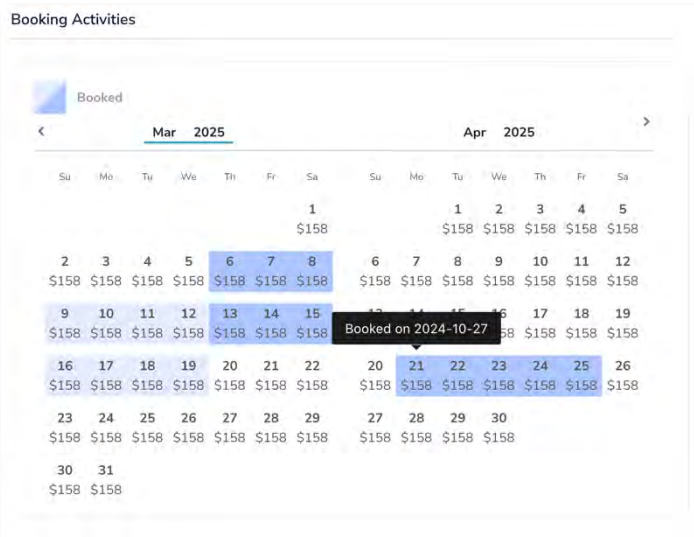 Booking Activities
Booked
Mar 2025
Su Mo Tu We Th Fr Sa
1
$158
2 3 4 5 6 7 8
$158 $158 $158 $158 $158 $158 $158
9 10 11 12 13 14 15
$158 $158 $158 $158 $158 $158 $158
16 17 18 19 20 21 22
$158 $158 $158 $158 $158 $158 $158
23 24 25 26 27 28 29
$158 $158 $158 $158 $158 $158 $158
30 31
$158 $158
Apr 2025
Su Mo Tu We Th Fr Sa
1 2 3 4 5
$158 $158 $158 $158 $158
6 7 8 9 10 11 12
$158 $158 $158 $158 $158 $158 $158
17 18 19
$158 $158 $158
Booked on 2024-10-27
20 21 22 23 24 25 26
$158 $158 $158 $158 $158 $158 $158
27 28 29 30
$158 $158 $158 $158